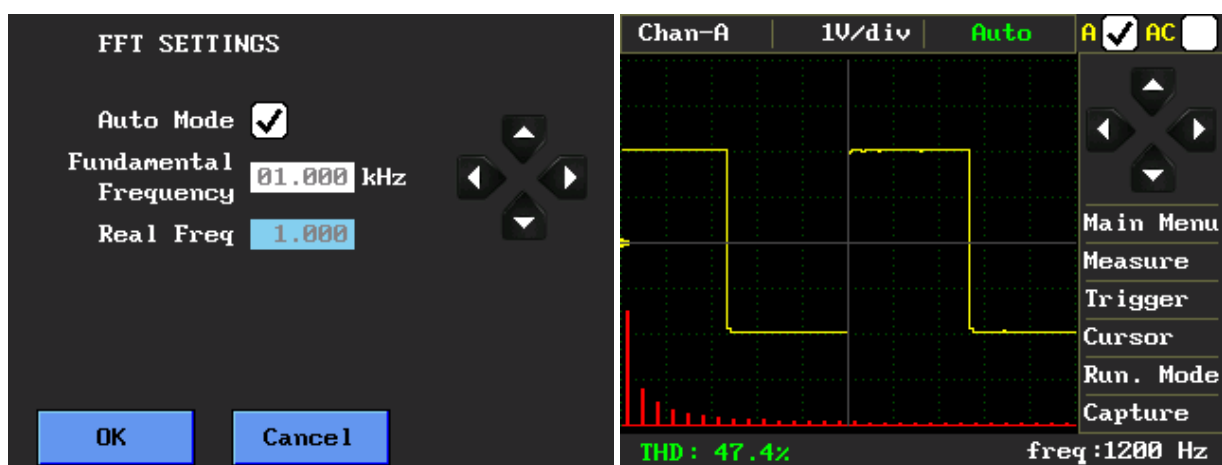 FFT SETTINGS
Auto Mode
Fundamental
Frequency
01.000 kHz
Real Freq 1.000
OK Cancel
Chan-A 1V/div Auto A AC
Main Menu
Measure
Trigger
Cursor
Run. Mode
Capture
THD: 47.4% freq:1200 Hz